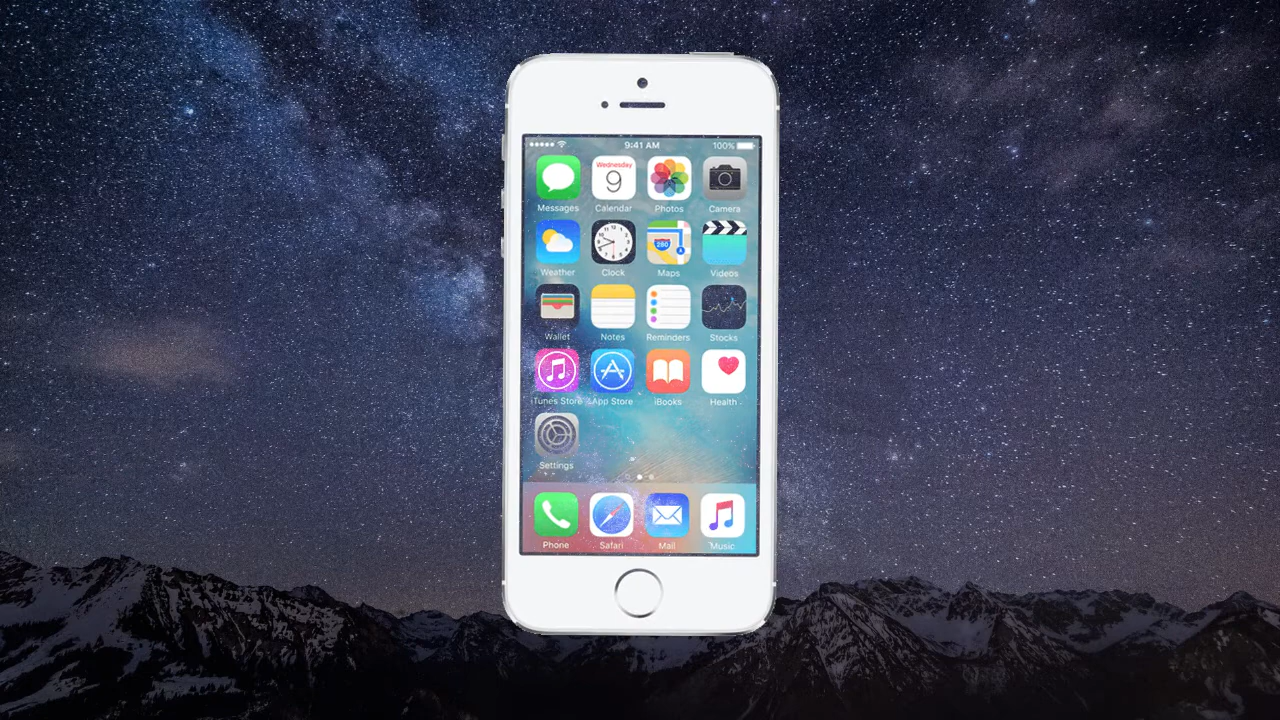 9:41 AM 100%
Wednesday
9
Messages Calendar Photos Camera
280
Weather Clock Maps Videos
Wallet Notes Reminders Stocks
iTunes Store App Store iBooks Health
Settings
Phone Safari Mail Music